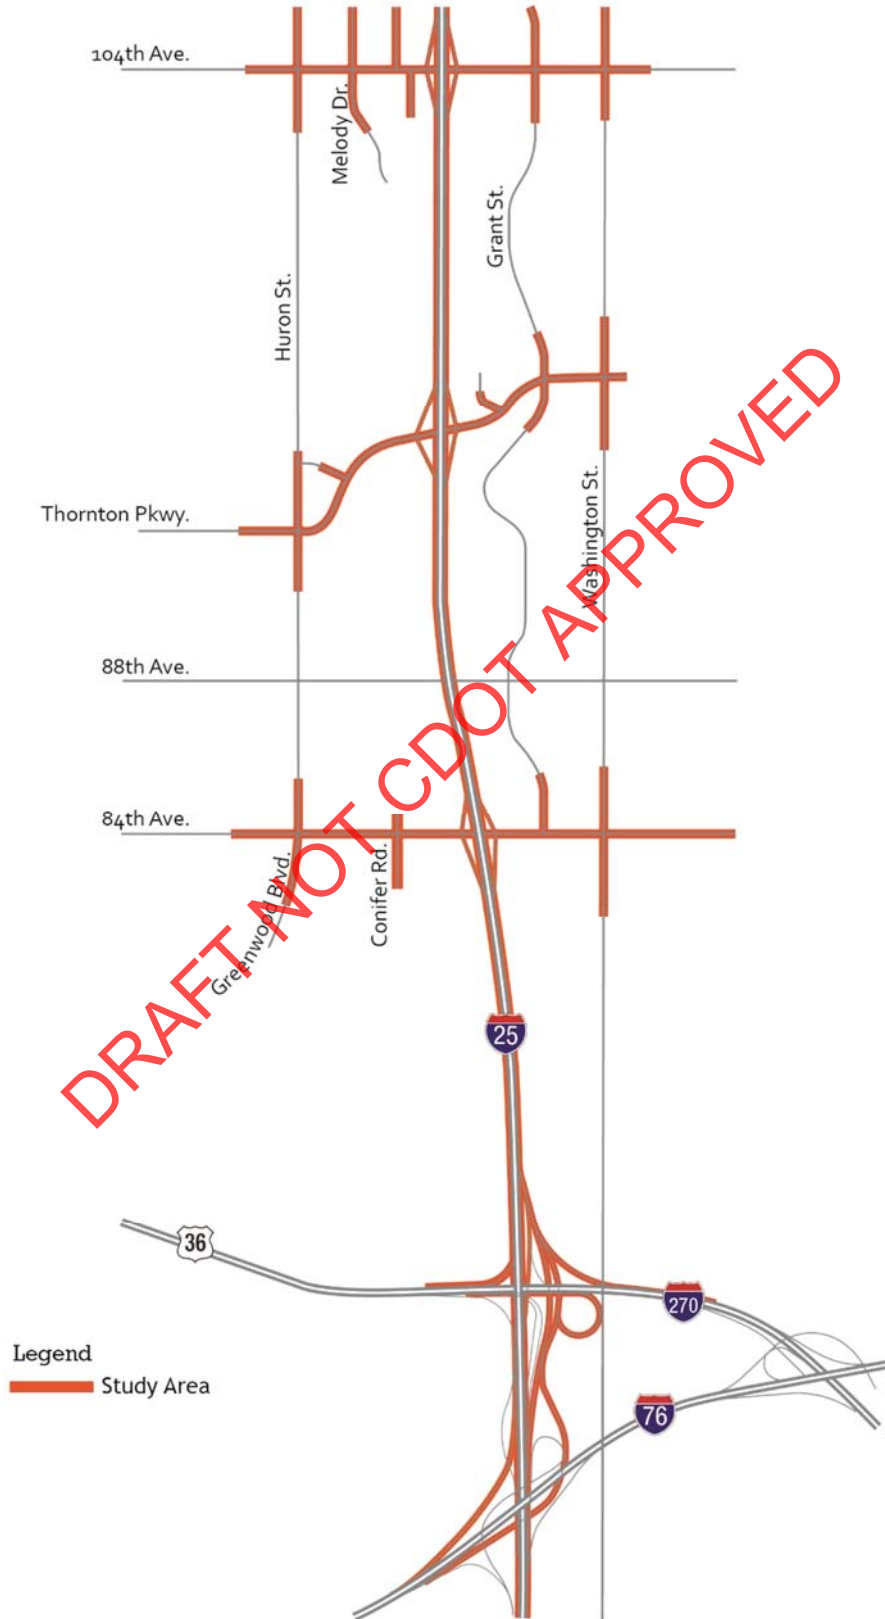 104th Ave.
Melody Dr.
Grant St.
Huron St.
Washington St.
Thornton Pkwy.
88th Ave.
84th Ave.
Greenwood Blvd.
Conifer Rd.
DRAFT NOT CDOT APPROVED
25
36
270
76
Legend
Study Area